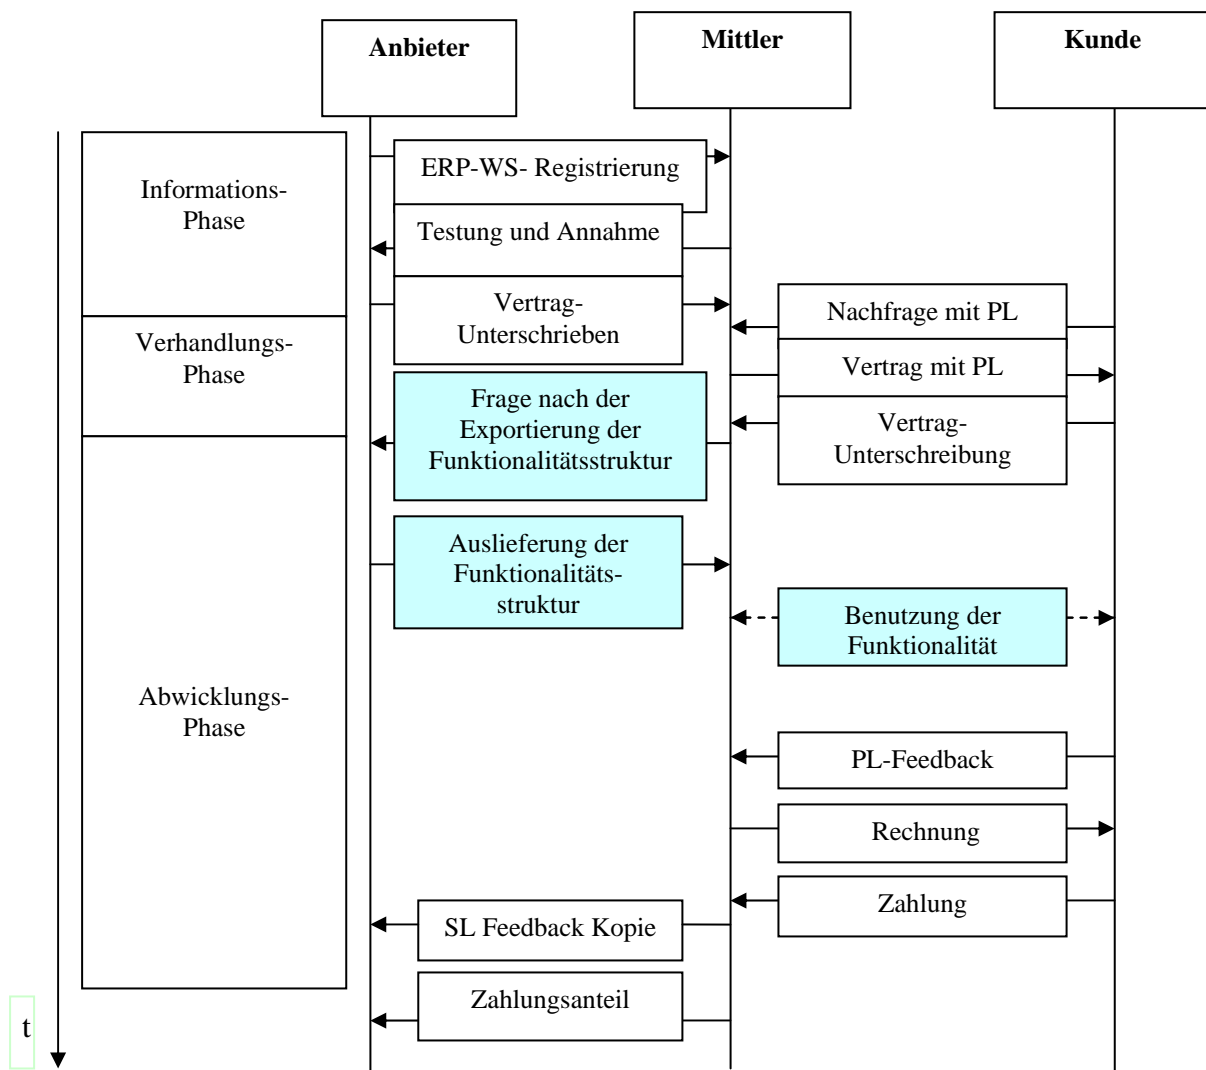 Anbieter
Mittler
Kunde
Informations-
Phase
ERP-WS- Registrierung
Testung und Annahme
Vertrag-
Unterschrieben
Nachfrage mit PL
Verhandlungs-
Phase
Vertrag mit PL
Frage nach der
Exportierung der
Funktionalitätsstruktur
Vertrag-
Unterschreibung
Auslieferung der
Funktionalitäts-
struktur
Benutzung der
Funktionalität
Abwicklungs-
Phase
PL-Feedback
Rechnung
Zahlung
SL Feedback Kopie
Zahlungsanteil
t